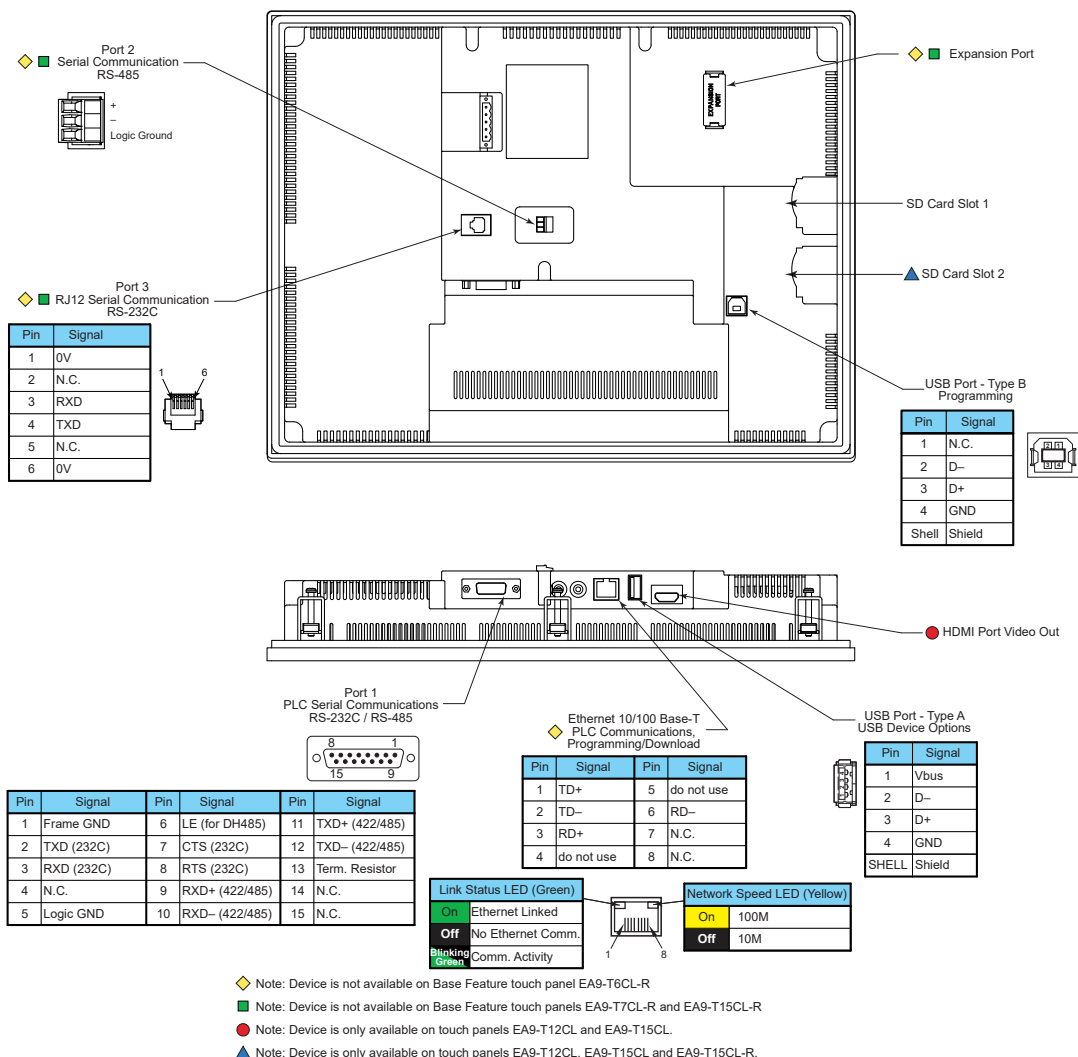 Port 2
Serial Communication
RS-485
+
–
Logic Ground
EXPANSION
PORT
Expansion Port
SD Card Slot 1
SD Card Slot 2
Port 3
RJ12 Serial Communication
RS-232C
Pin Signal
1 0V
2 N.C.
3 RXD
4 TXD
5 N.C.
6 0V
1 6
USB Port - Type B
Programming
Pin Signal
1 N.C.
2 D–
3 D+
4 GND
Shell Shield
2 1
3 4
HDMI Port Video Out
Port 1
PLC Serial Communications
RS-232C / RS-485
8 1
15 9
Pin Signal Pin Signal Pin Signal
1 Frame GND 6 LE (for DH485) 11 TXD+ (422/485)
2 TXD (232C) 7 CTS (232C) 12 TXD– (422/485)
3 RXD (232C) 8 RTS (232C) 13 Term. Resistor
4 N.C. 9 RXD+ (422/485) 14 N.C.
5 Logic GND 10 RXD– (422/485) 15 N.C.
Ethernet 10/100 Base-T
PLC Communications,
Programming/Download
Pin Signal Pin Signal
1 TD+ 5 do not use
2 TD– 6 RD–
3 RD+ 7 N.C.
4 do not use 8 N.C.
USB Port - Type A
USB Device Options
Pin Signal
1 Vbus
2 D–
3 D+
4 GND
SHELL Shield
Link Status LED (Green)
On Ethernet Linked
Off No Ethernet Comm.
Blinking
Green Comm. Activity
1 8
Network Speed LED (Yellow)
On 100M
Off 10M
Note: Device is not available on Base Feature touch panel EA9-T6CL-R
Note: Device is not available on Base Feature touch panels EA9-T7CL-R and EA9-T15CL-R
Note: Device is only available on touch panels EA9-T12CL and EA9-T15CL.
Note: Device is only available on touch panels EA9-T12CL, EA9-T15CL and EA9-T15CL-R.